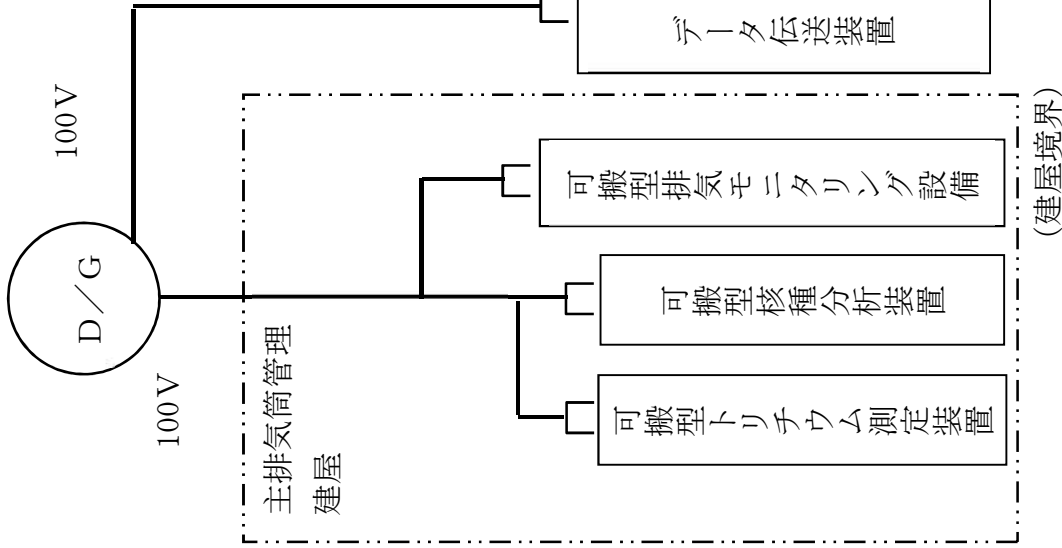 D／G
100V
100V
主排気筒管理
建屋
可搬型トリチウム測定装置
可搬型核種分析装置
可搬型排気モニタリング設備
データ伝送装置
(建屋境界)